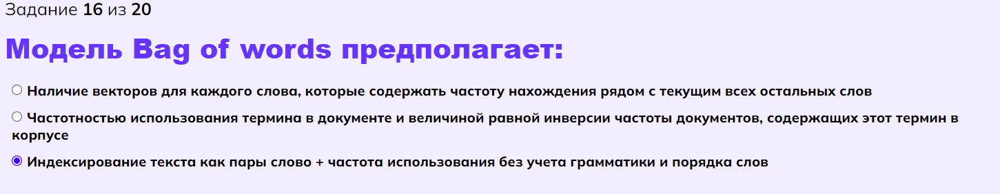 Задание 16 из 20
Модель Bag of words предполагает:
Наличие векторов для каждого слова, которые содержать частоту нахождения рядом с текущим всех остальных слов
Частотностью использования термина в документе и величиной равной инверсии частоты документов, содержащих этот термин в
корпусе
Индексирование текста как пары слово + частота использования без учета грамматики и порядка слов